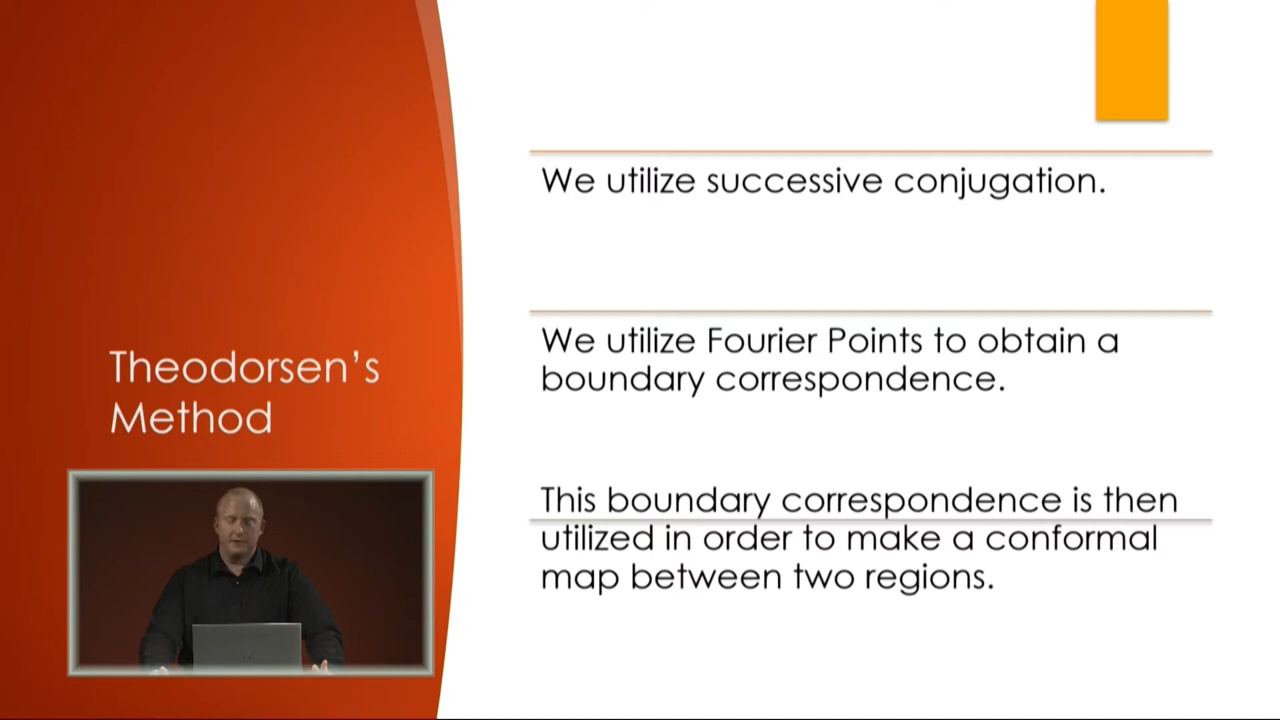 Theodorsen's
Method
We utilize successive conjugation.
We utilize Fourier Points to obtain a
boundary correspondence.
This boundary correspondence is then
utilized in order to make a conformal
map between two regions.